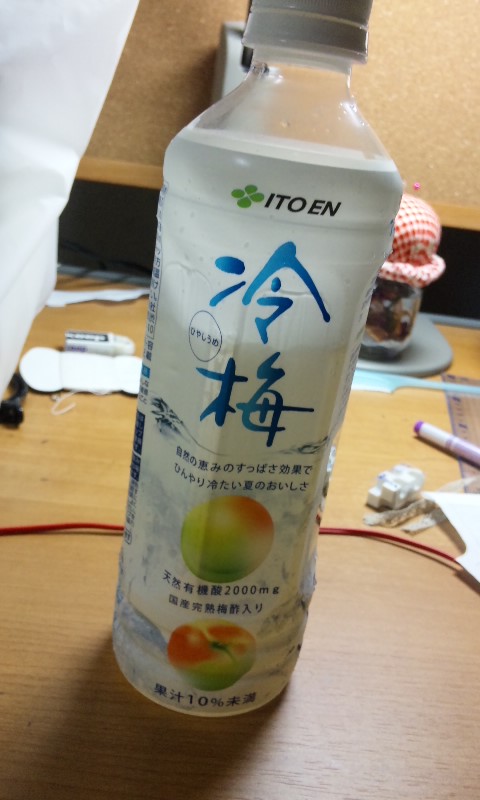 ITO EN
冷梅
ひやしうめ
自然の恵みのすっぱさ効果で
ひんやり冷たい夏のおいしさ
天然有機酸2000mg
国産完熟梅酢入り
果汁10%未満